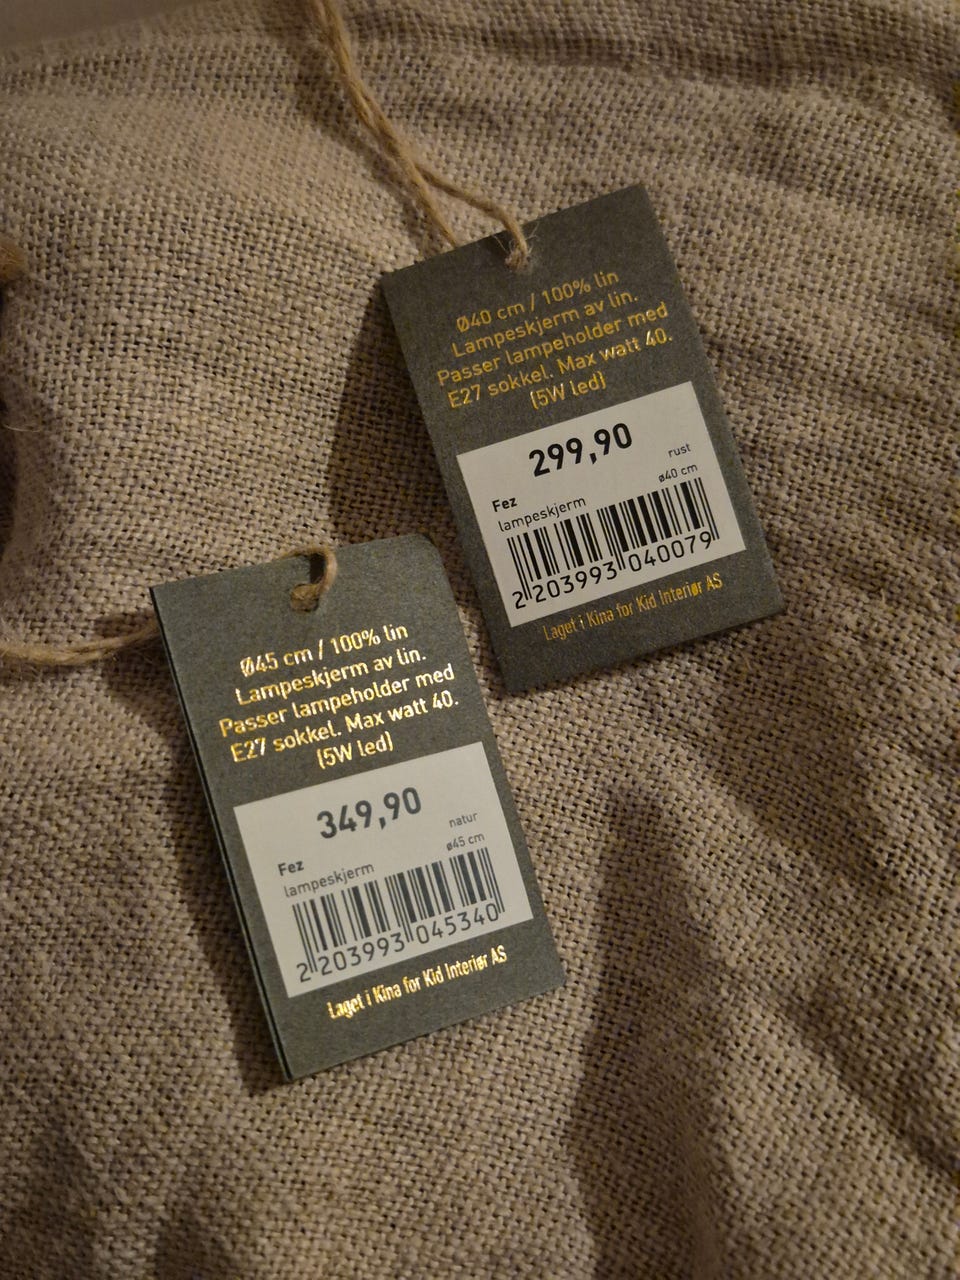 Ø40 cm / 100% lin
Lampeskjerm av lin.
Passer lampeholder med
E27 sokkel. Max watt 40.
(5W led)
299,90
rust
Fez
ø40 cm
lampeskjerm
2 203993 040079
Laget i Kina for Kid Interiør AS
Ø45 cm / 100% lin
Lampeskjerm av lin.
Passer lampeholder med
E27 sokkel. Max watt 40.
(5W led)
349,90
natur
Fez
ø45 cm
lampeskjerm
2 203993 045340
Laget i Kina for Kid Interiør AS